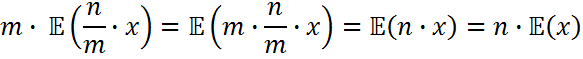 m · 𝔼(n/m · x) = 𝔼(m · n/m · x) = 𝔼(n · x) = n · 𝔼(x)